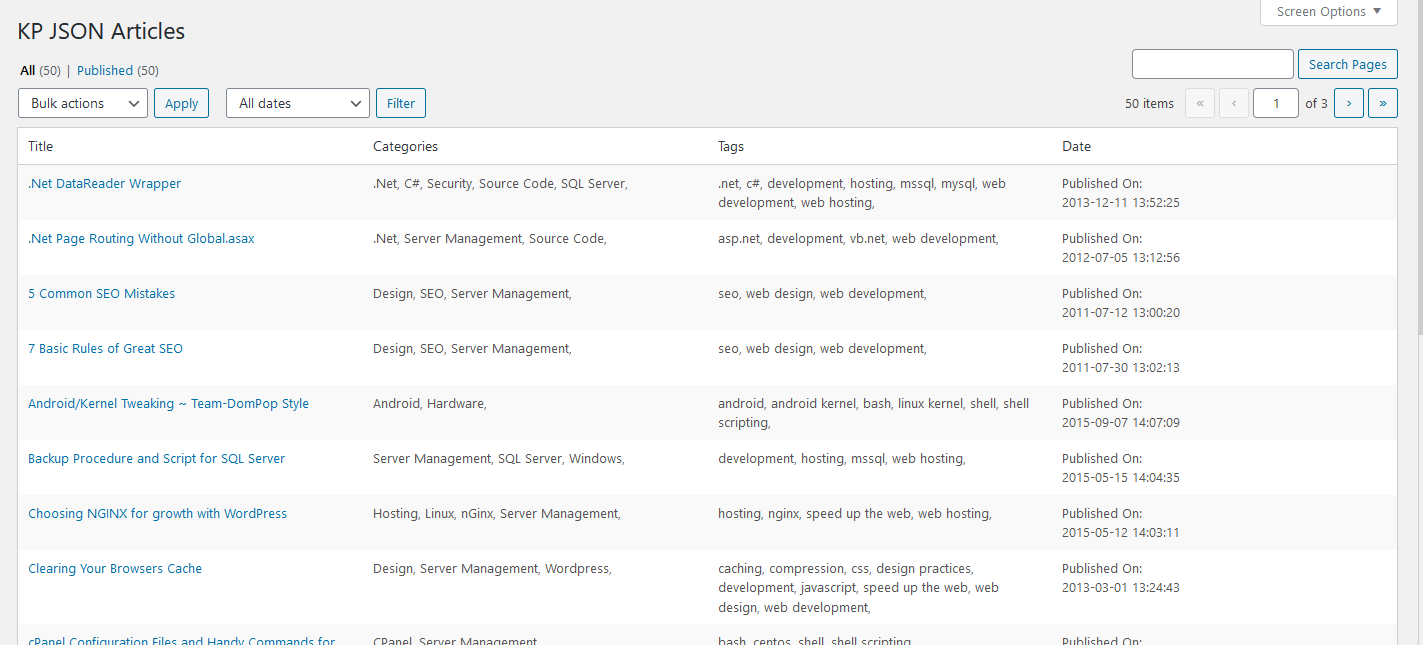 Screen Options
KP JSON Articles
All (50) | Published (50)
Search Pages
Bulk actions Apply All dates Filter 50 items « ‹ 1 of 3 › »
Title Categories Tags Date
.Net DataReader Wrapper .Net, C#, Security, Source Code, SQL Server, .net, c#, development, hosting, mssql, mysql, web Published On:
development, web hosting, 2013-12-11 13:52:25
.Net Page Routing Without Global.asax .Net, Server Management, Source Code, asp.net, development, vb.net, web development, Published On:
2012-07-05 13:12:56
5 Common SEO Mistakes Design, SEO, Server Management, seo, web design, web development, Published On:
2011-07-12 13:00:20
7 Basic Rules of Great SEO Design, SEO, Server Management, seo, web design, web development, Published On:
2011-07-30 13:02:13
Android/Kernel Tweaking ~ Team-DomPop Style Android, Hardware, android, android kernel, bash, linux kernel, shell, shell Published On:
scripting, 2015-09-07 14:07:09
Backup Procedure and Script for SQL Server Server Management, SQL Server, Windows, development, hosting, mssql, web hosting, Published On:
2015-05-15 14:04:35
Choosing NGINX for growth with WordPress Hosting, Linux, nGinx, Server Management, hosting, nginx, speed up the web, web hosting, Published On:
2015-05-12 14:03:11
Clearing Your Browsers Cache Design, Server Management, Wordpress, caching, compression, css, design practices, Published On:
development, javascript, speed up the web, web 2013-03-01 13:24:43
design, web development,
cPanel Configuration Files and Handy Commands for CPanel, Server Management, bash, centos, shell, shell scripting, Published On: